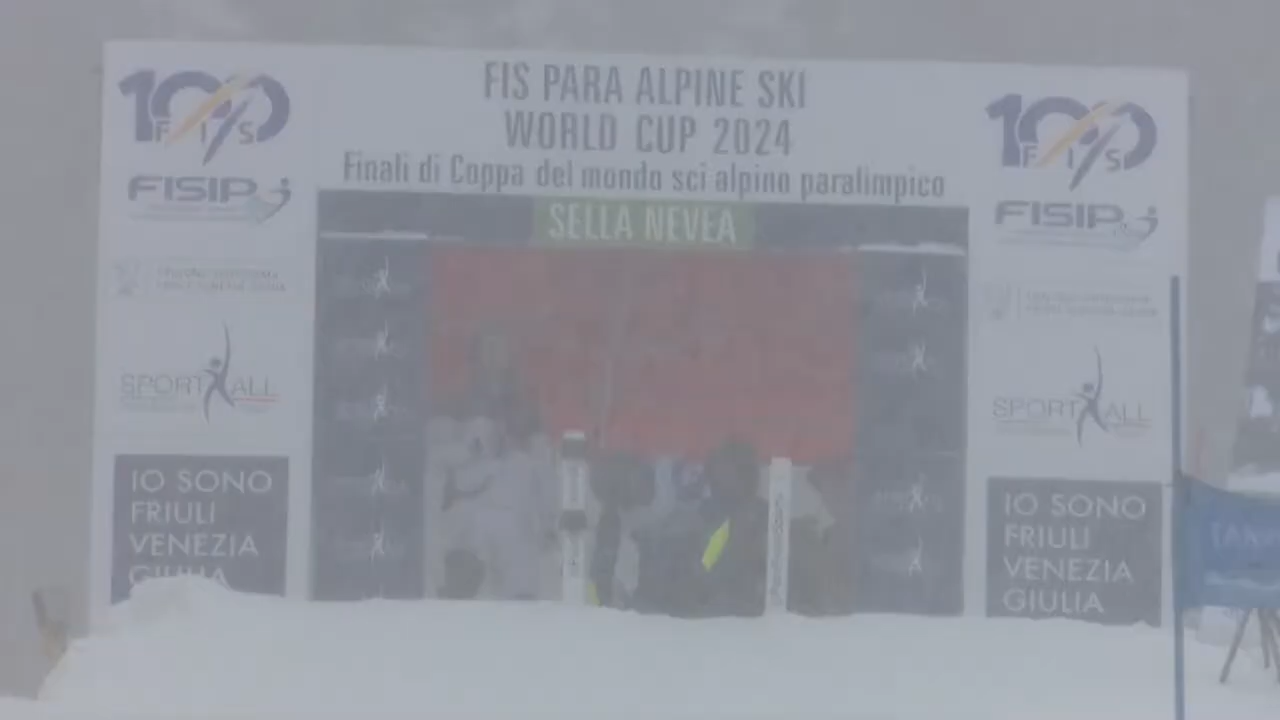 100
FIS
FISIP
SPORT X ALL
IO SONO
FRIULI
VENEZIA
GIULIA
FIS PARA ALPINE SKI
WORLD CUP 2024
Finali di Coppa del mondo sci alpino paralimpico
SELLA NEVEA
100
FIS
FISIP
SPORT X ALL
IO SONO
FRIULI
VENEZIA
GIULIA